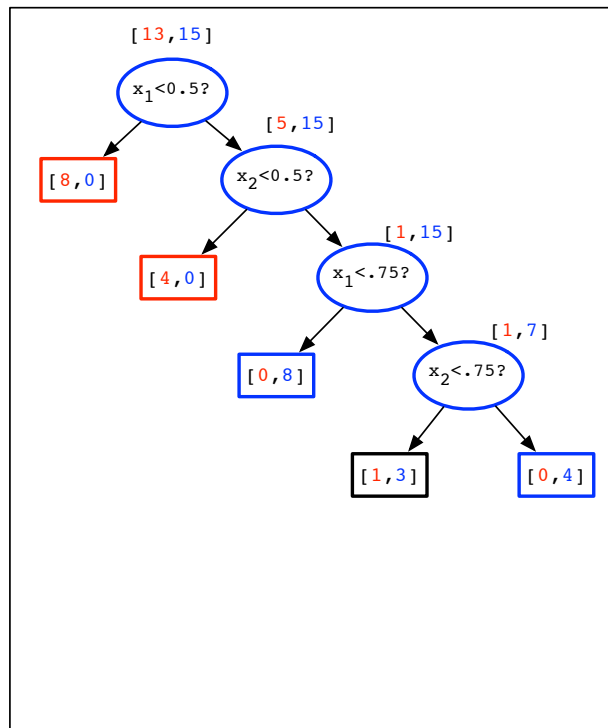 [13,15]
x1<0.5?
[5,15]
[8,0]
x2<0.5?
[1,15]
[4,0]
x1<.75?
[1,7]
[0,8]
x2<.75?
[1,3]
[0,4]